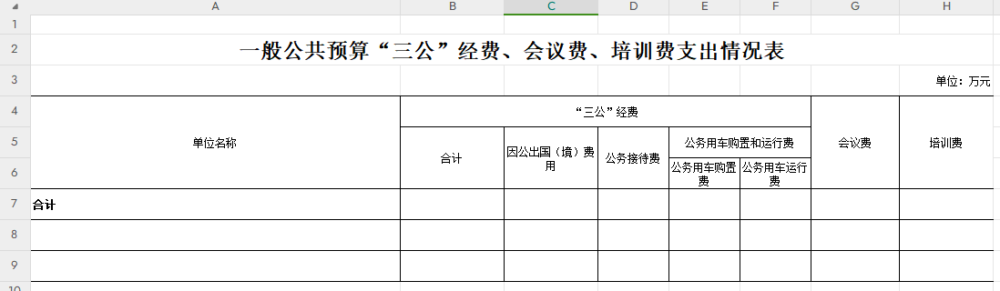 A B C D E F G H
1
2 一般公共预算“三公”经费、会议费、培训费支出情况表
3 单位：万元
4 “三公”经费
5 单位名称 合计 因公出国（境）费用 公务接待费 公务用车购置和运行费 会议费 培训费
6 公务用车购置费 公务用车运行费
7 合计
8
9
10